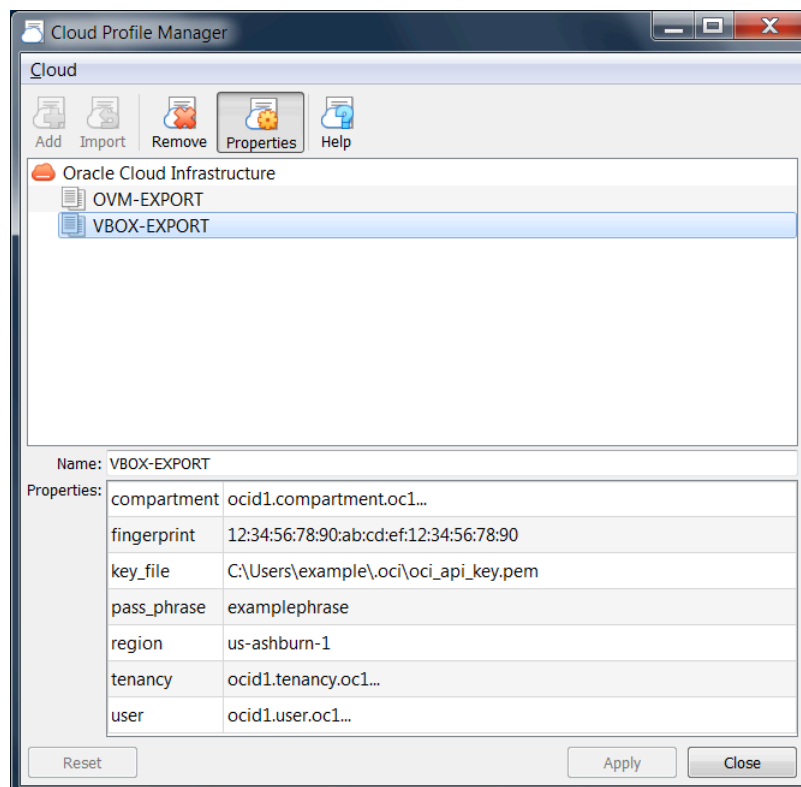 Cloud Profile Manager
Cloud
Add Import Remove Properties Help
Oracle Cloud Infrastructure
OVM-EXPORT
VBOX-EXPORT
Name: VBOX-EXPORT
Properties:
compartment ocid1.compartment.oc1...
fingerprint 12:34:56:78:90:ab:cd:ef:12:34:56:78:90
key_file C:\Users\example\.oci\oci_api_key.pem
pass_phrase examplephrase
region us-ashburn-1
tenancy ocid1.tenancy.oc1...
user ocid1.user.oc1...
Reset Apply Close